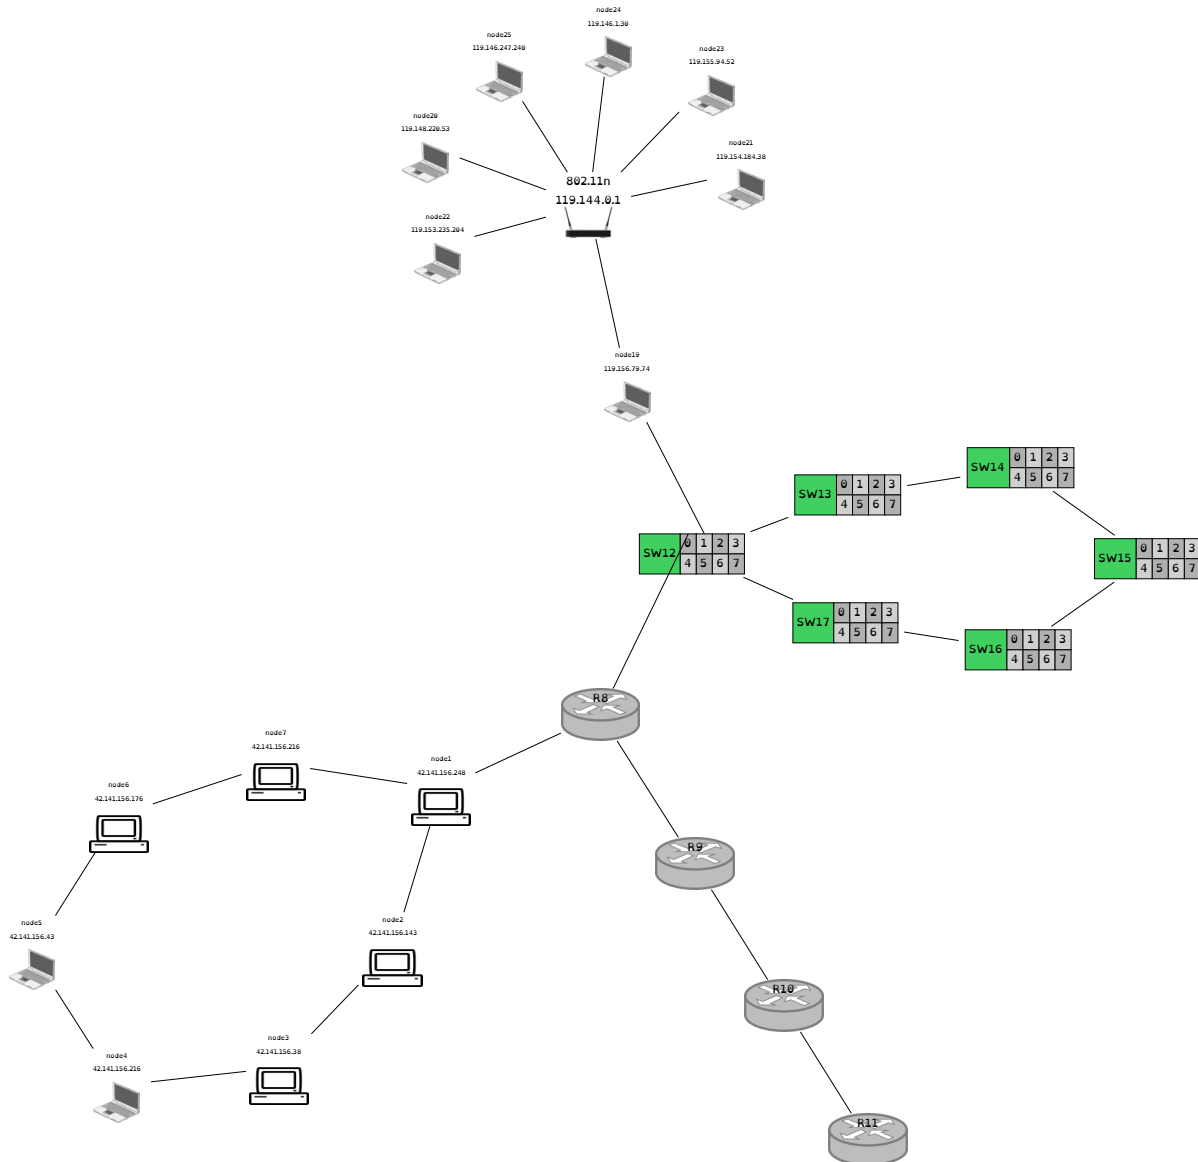 node24
119.146.1.30
node25
119.146.247.240
node23
119.155.94.52
node20
119.148.220.53
node21
119.154.184.38
802.11n
119.144.0.1
node22
119.153.235.204
node19
119.156.79.74
SW14 0 1 2 3
4 5 6 7
SW13 0 1 2 3
4 5 6 7
SW12 0 1 2 3
4 5 6 7
SW15 0 1 2 3
4 5 6 7
SW17 0 1 2 3
4 5 6 7
SW16 0 1 2 3
4 5 6 7
R8
node7
42.141.156.216
node1
42.141.156.248
node6
42.141.156.176
R9
node2
42.141.156.143
node5
42.141.156.43
R10
node3
42.141.156.38
node4
42.141.156.216
R11